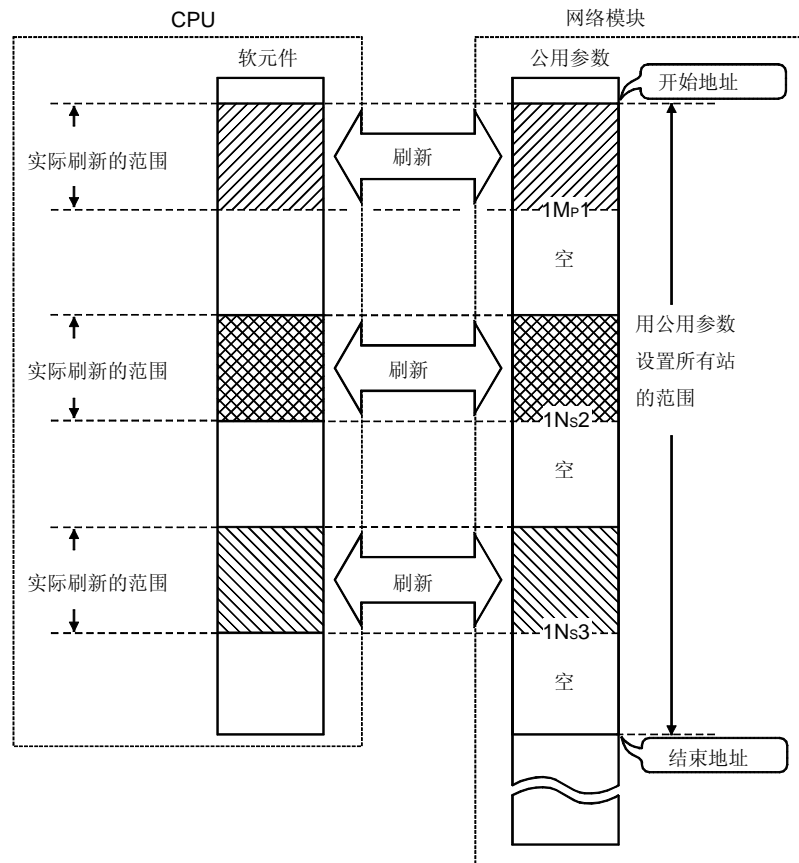 CPU
网络模块
软元件
公用参数
开始地址
实际刷新的范围
刷新
1MP1
空
实际刷新的范围
刷新
用公用参数
设置所有站
的范围
1NS2
空
实际刷新的范围
刷新
1NS3
空
结束地址